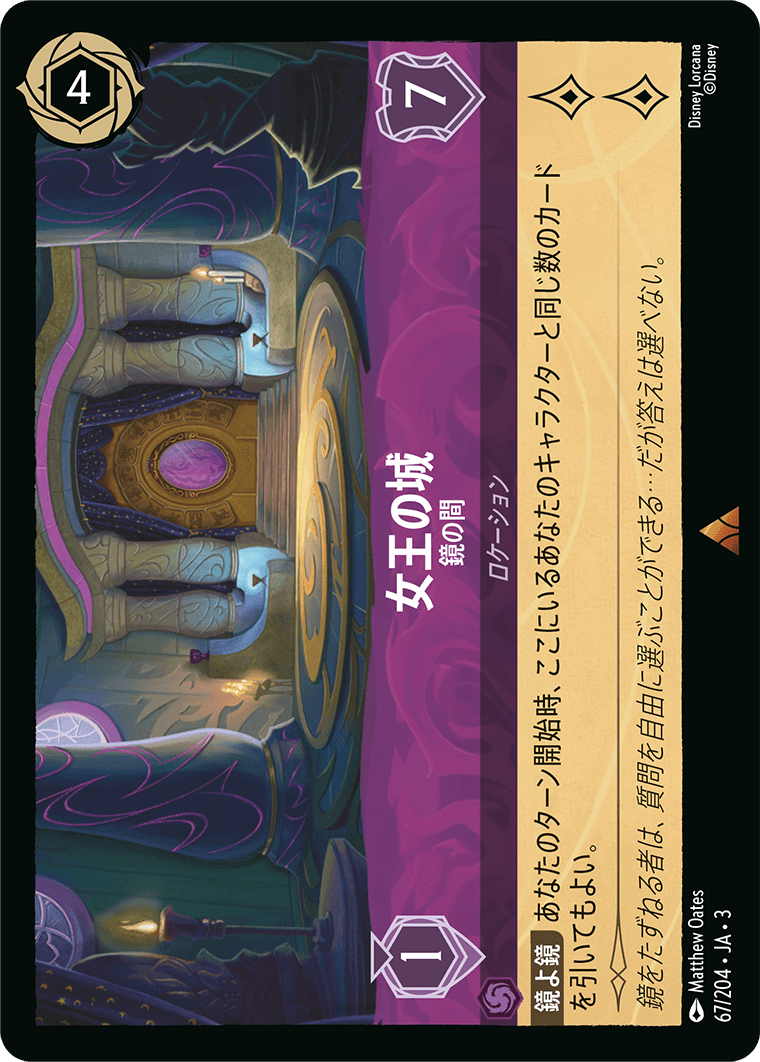 4
7
女王の城
鏡の間
ロケーション
1
鏡よ鏡 あなたのターン開始時、ここにいるあなたのキャラクターと同じ数のカード
を引いてもよい。
鏡をたずねる者は、質問を自由に選ぶことができる…だが答えは選べない。
Matthew Oates
67/204 • JA • 3
Disney Lorcana
©Disney